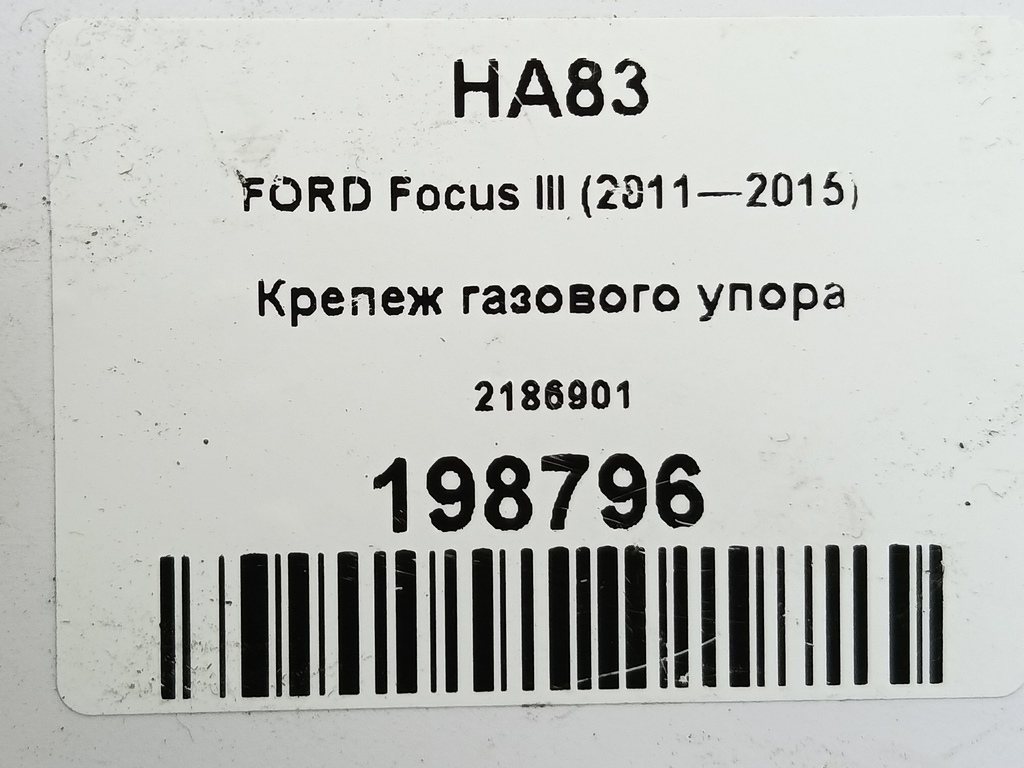 HA83
FORD Focus III (2011—2015)
Крепеж газового упора
2186901
198796